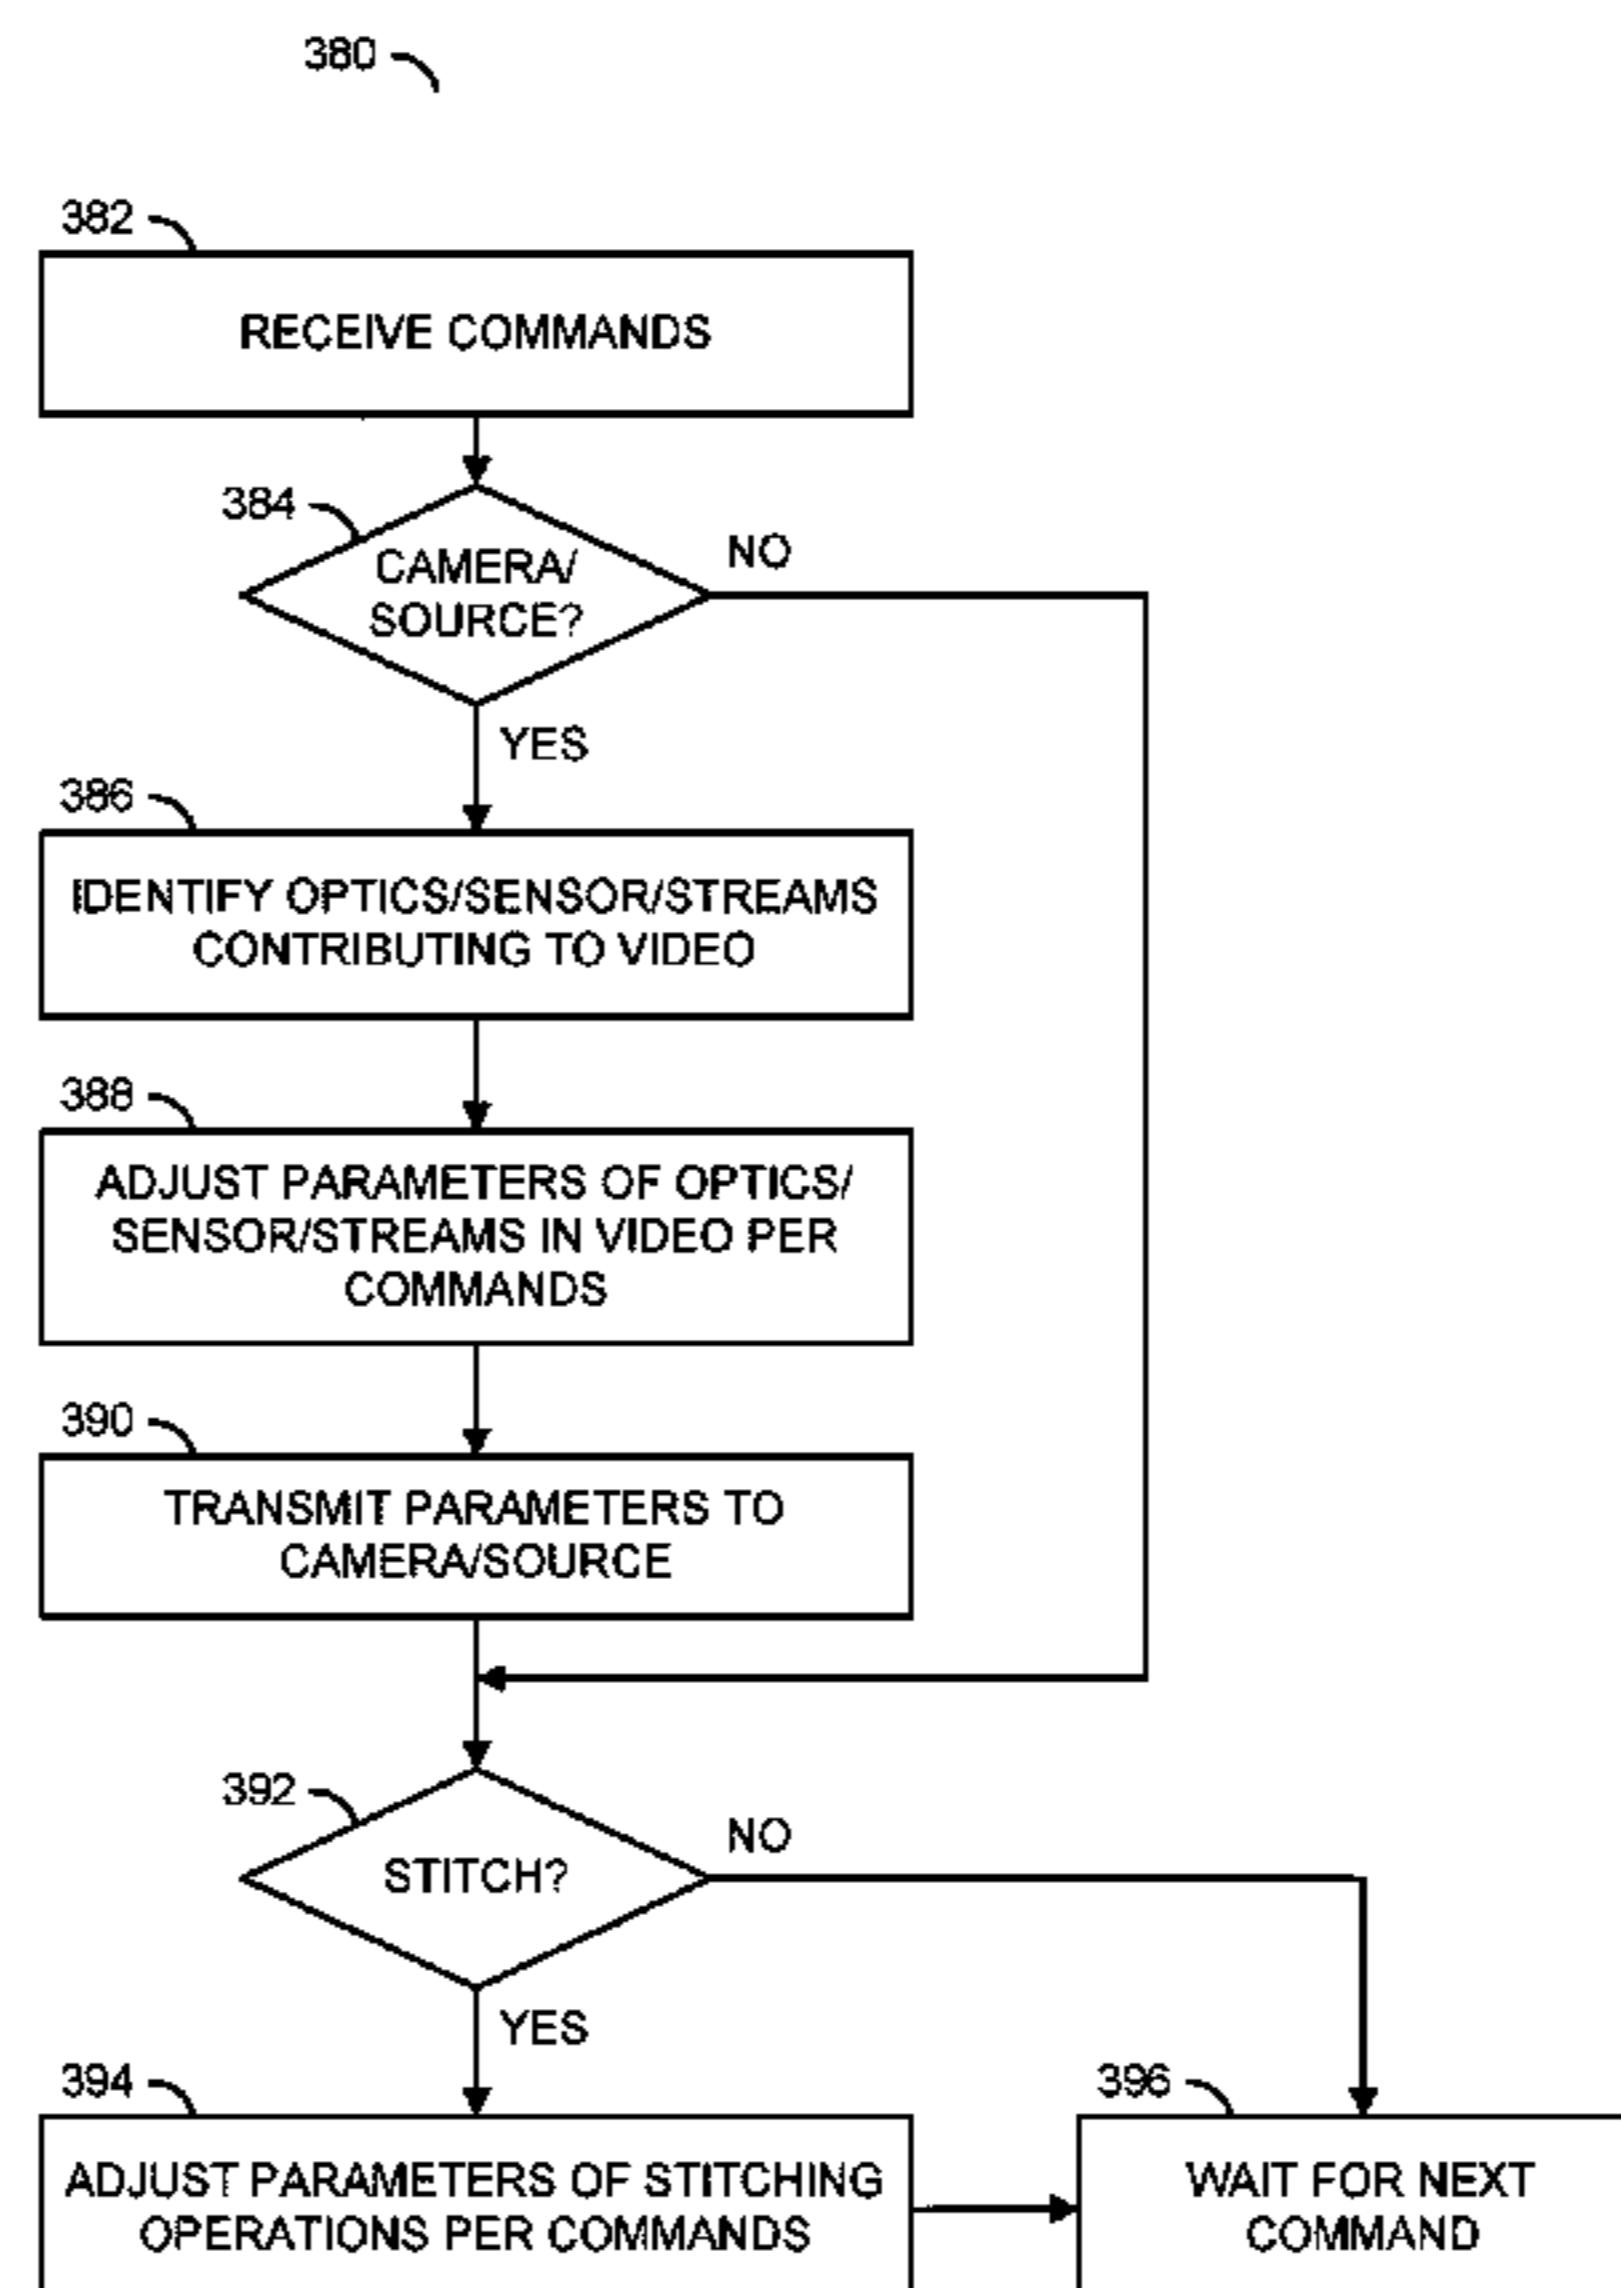 380
382
RECEIVE COMMANDS
384
CAMERA/
SOURCE?
NO
YES
386
IDENTIFY OPTICS/SENSOR/STREAMS
CONTRIBUTING TO VIDEO
388
ADJUST PARAMETERS OF OPTICS/
SENSOR/STREAMS IN VIDEO PER
COMMANDS
390
TRANSMIT PARAMETERS TO
CAMERA/SOURCE
392
STITCH?
NO
YES
394
ADJUST PARAMETERS OF STITCHING
OPERATIONS PER COMMANDS
396
WAIT FOR NEXT
COMMAND